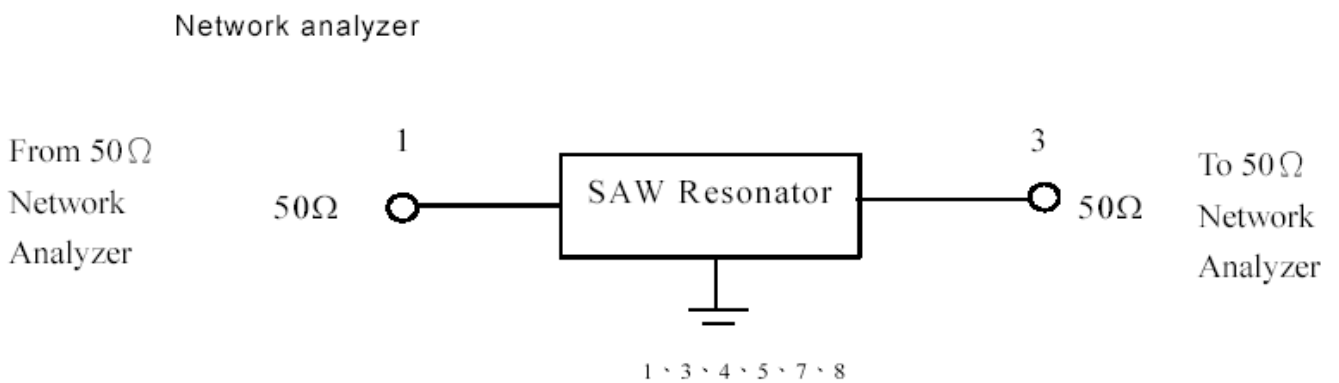 Network analyzer
From 50Ω
Network
Analyzer
50Ω
1
SAW Resonator
3
50Ω
To 50Ω
Network
Analyzer
1、3、4、5、7、8